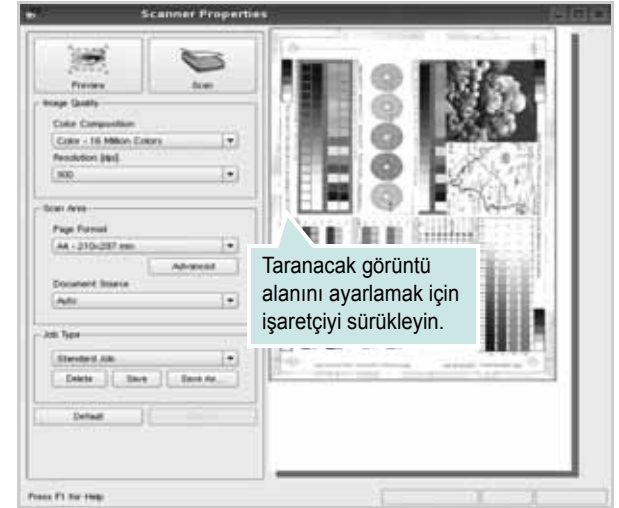 Scanner Properties
Preview
Scan
Image Quality
Color Composition
Color - 16 Million Colors
Resolution [dpi]
300
Scan Area
Page Format
A4 - 210x297 mm
Advanced
Document Source
Auto
Job Type
Standard Job
Delete
Save
Save As...
Default
Taranacak görüntü
alanını ayarlamak için
işaretçiyi sürükleyin.
Press F1 for Help